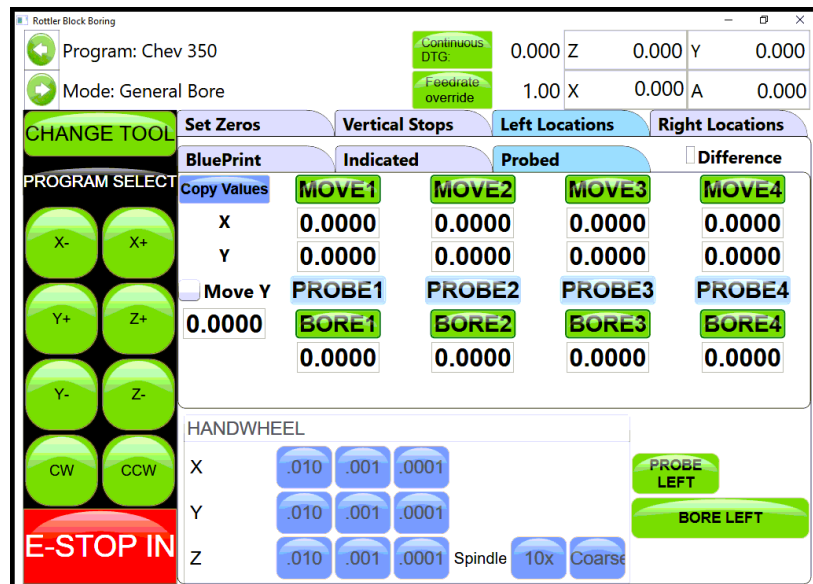 Rottler Block Boring
Program: Chev 350
Continuous DTG: 0.000 Z 0.000 Y 0.000
Mode: General Bore
Feedrate override 1.00 X 0.000 A 0.000
CHANGE TOOL
Set Zeros Vertical Stops Left Locations Right Locations
BluePrint Indicated Probed Difference
PROGRAM SELECT
Copy Values MOVE1 MOVE2 MOVE3 MOVE4
X 0.0000 0.0000 0.0000 0.0000
Y 0.0000 0.0000 0.0000 0.0000
Move Y PROBE1 PROBE2 PROBE3 PROBE4
0.0000 BORE1 BORE2 BORE3 BORE4
0.0000 0.0000 0.0000 0.0000
X- X+
Y+ Z+
Y- Z-
CW CCW
E-STOP IN
HANDWHEEL
X .010 .001 .0001
Y .010 .001 .0001
Z .010 .001 .0001 Spindle 10x Coarse
PROBE
LEFT
BORE LEFT